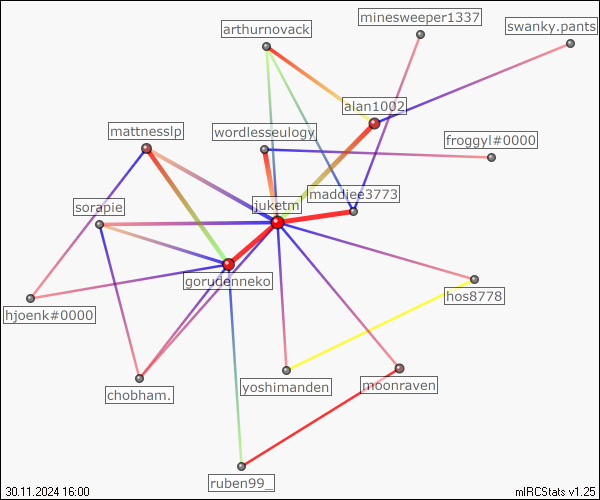 minesweeper1337
swanky.pants
arthurnovack
alan1002
mattnesslp
wordlesseulogy
froggyl#0000
maddiee3773
sorapie
juketm
gorudenneko
hos8778
hjoenk#0000
yoshimanden
moonraven
chobham.
ruben99_
30.11.2024 16:00
mIRCStats v1.25